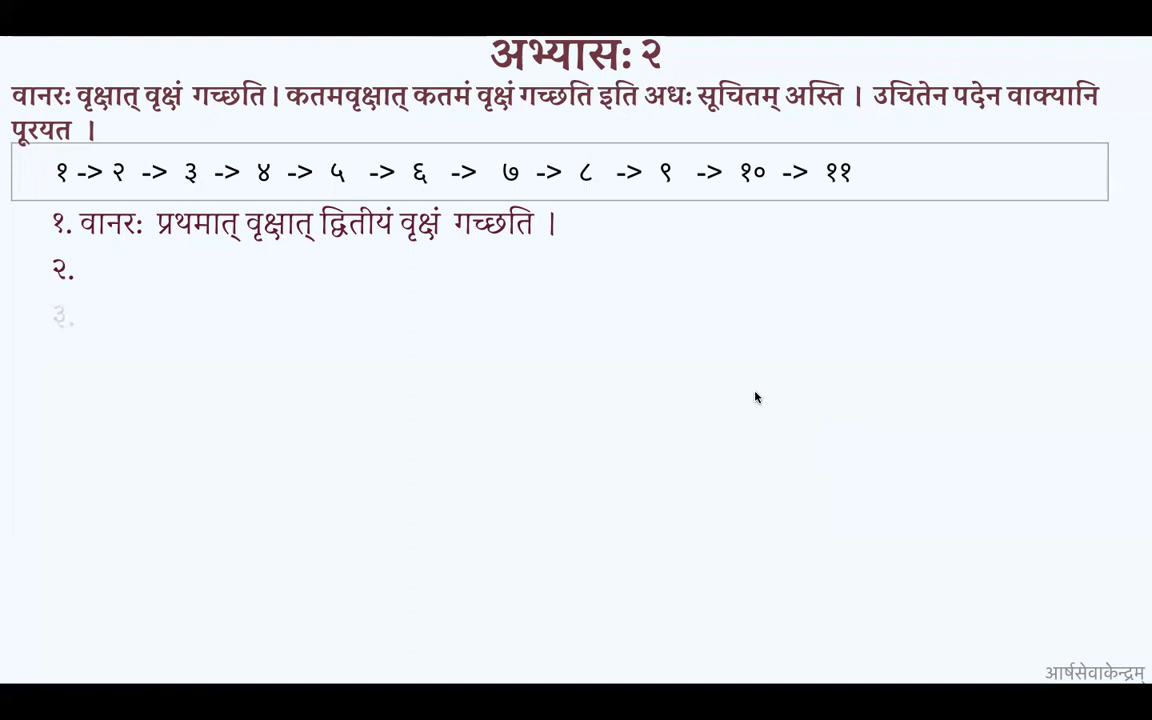 अभ्यासः २
वानरः वृक्षात् वृक्षं गच्छति । कतमवृक्षात् कतमं वृक्षं गच्छति इति अधः सूचितम् अस्ति । उचितेन पदेन वाक्यानि
पूरयत ।
१ -> २ -> ३ -> ४ -> ५ -> ६ -> ७ -> ८ -> ९ -> १० -> ११
१. वानरः प्रथमात् वृक्षात् द्वितीयं वृक्षं गच्छति ।
२.
३.
आर्षसेवाकेन्द्रम्